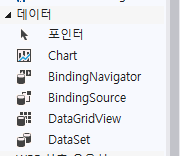 데이터
포인터
Chart
BindingNavigator
BindingSource
DataGridView
DataSet